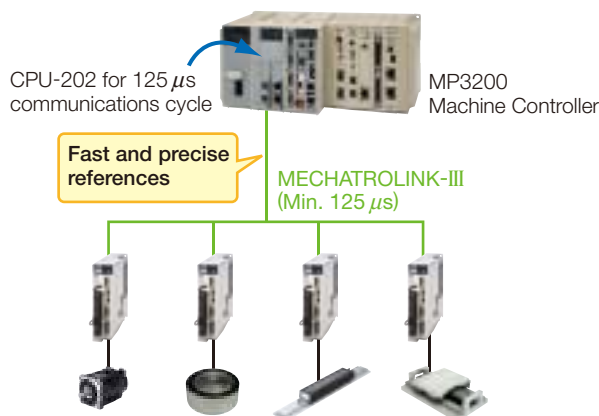 CPU-202 for 125 μs
communications cycle
MP3200
Machine Controller
Fast and precise
references
MECHATROLINK-III
(Min. 125 μs)